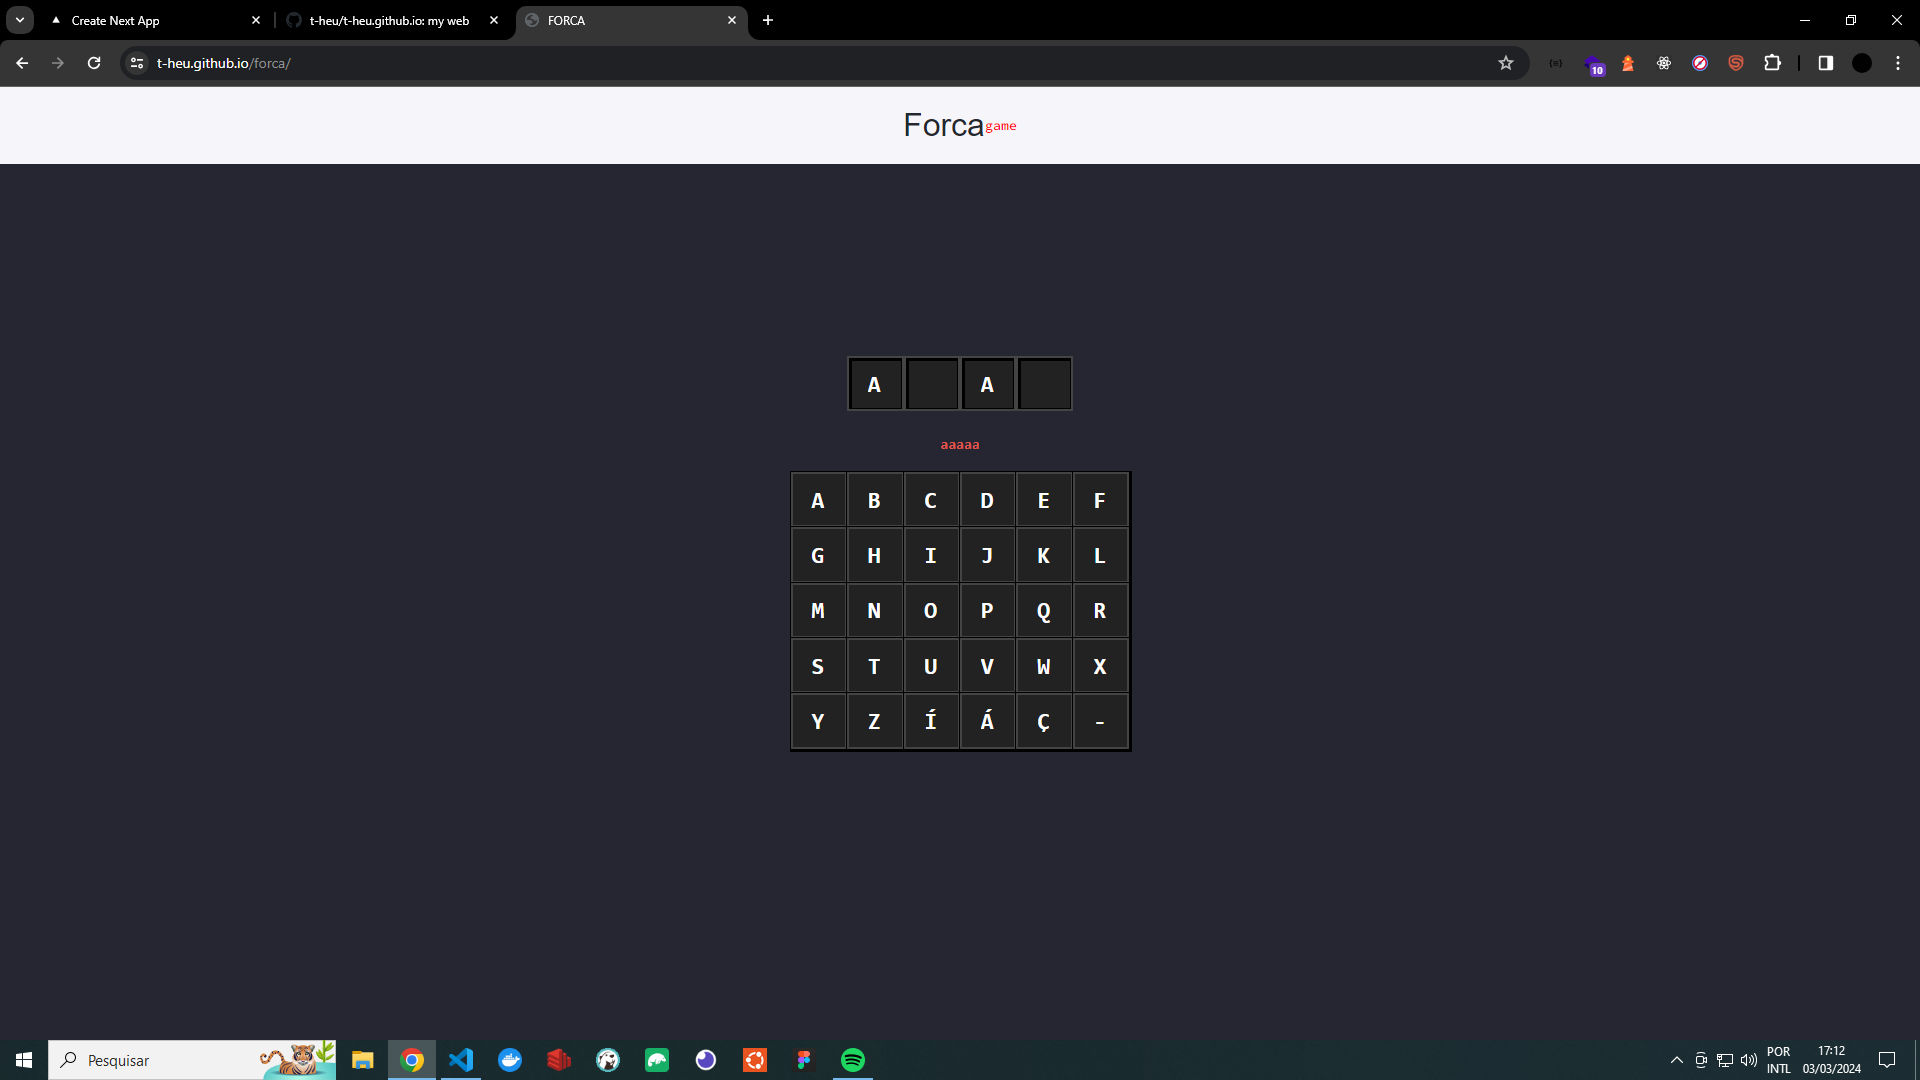 Create Next App
t-heu/t-heu.github.io: my web
FORCA
t-heu.github.io/forca/
10
Forcagame
A A
aaaaa
A B C D E F
G H I J K L
M N O P Q R
S T U V W X
Y Z Í Á Ç -
Pesquisar
POR
INTL
17:12
03/03/2024